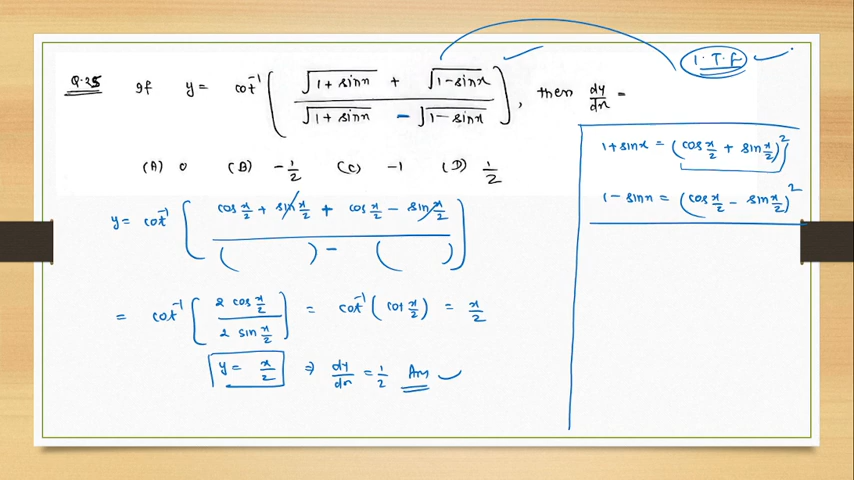 Q.25 If y = cot⁻¹( (√(1+sinx) + √(1-sinx)) / (√(1+sinx) - √(1-sinx)) ), then dy/dx =
(A) 0 (B) -1/2 (C) -1 (D) 1/2
y = cot⁻¹[ (cos x/2 + sin x/2 + cos x/2 - sin x/2) / (( ) - ( )) ]
= cot⁻¹[ (2 cos x/2) / (2 sin x/2) ] = cot⁻¹(cot x/2) = x/2
y = x/2 ⇒ dy/dx = 1/2 Ans
I.T.F
1+sinx = (cos x/2 + sin x/2)²
1-sinx = (cos x/2 - sin x/2)²